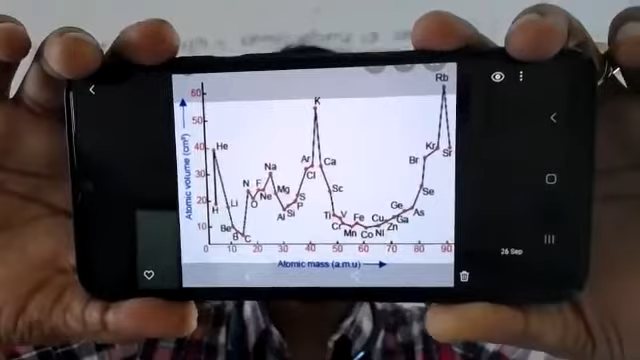 Rb
60
K
50
Atomic volume (cm³)
40
He
Kr
Sr
Ar
Ca
Br
30
Na
Cl
N
F
Mg
Sc
Se
20
H
Li
O
Ne
S
P
Al
Si
Ti
V
Ge
As
10
Be
B
C
Cr
Fe
Cu
Ga
Mn
Co
Ni
Zn
0 10 20 30 40 50 60 70 80 90
Atomic mass (a.m.u)
26 Sep